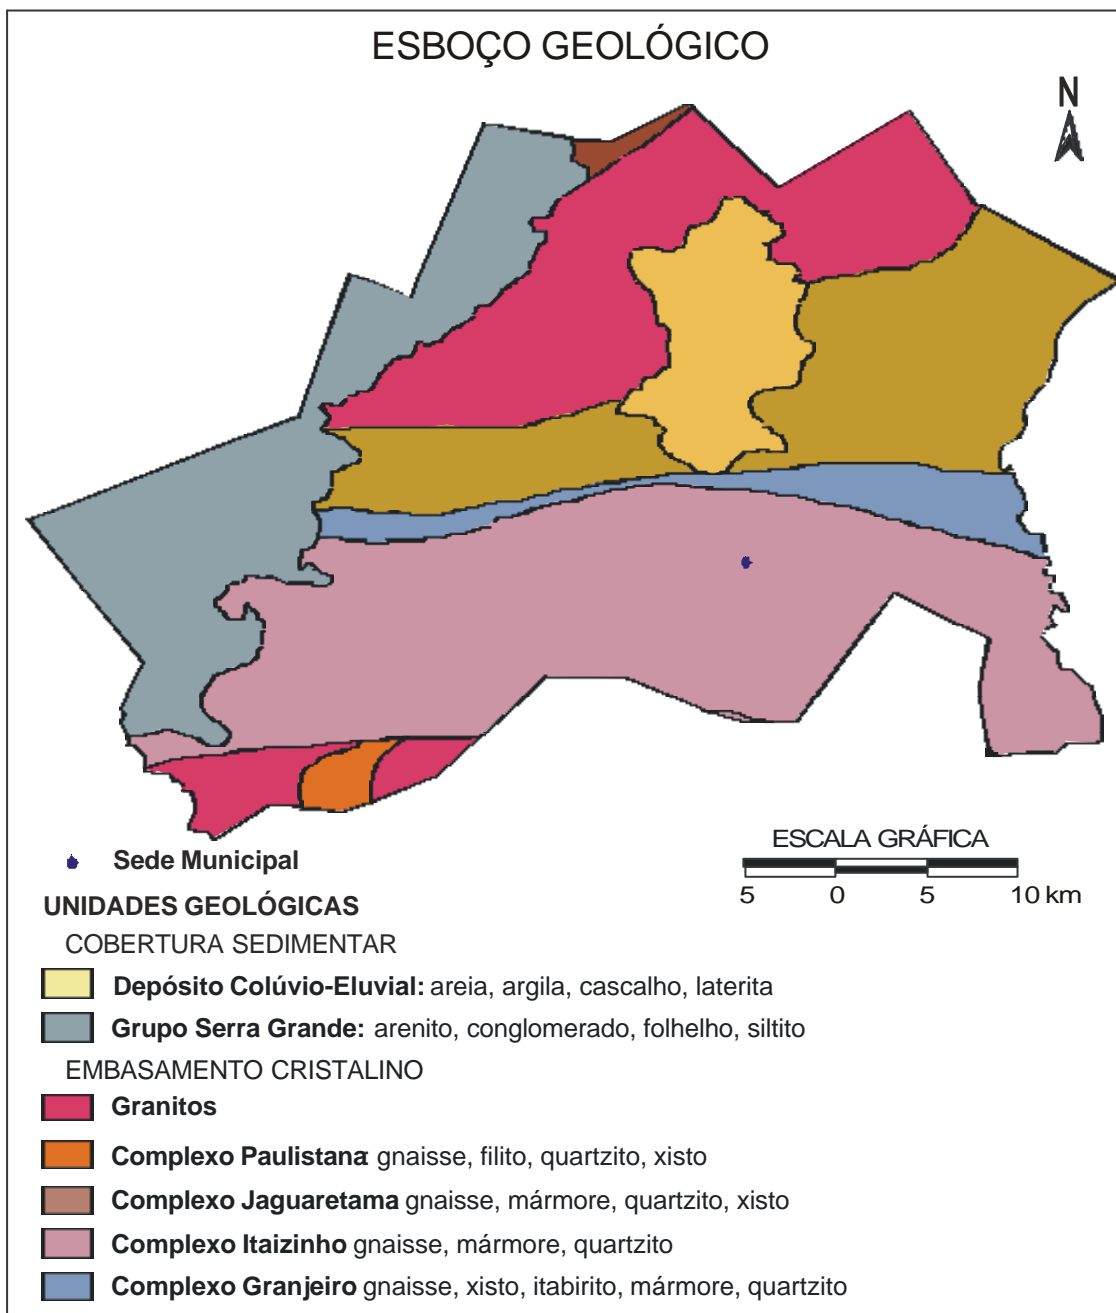 ESBOÇO GEOLÓGICO
N
ESCALA GRÁFICA
5 0 5 10 km
Sede Municipal
UNIDADES GEOLÓGICAS
COBERTURA SEDIMENTAR
Depósito Colúvio-Eluvial: areia, argila, cascalho, laterita
Grupo Serra Grande: arenito, conglomerado, folhelho, siltito
EMBASAMENTO CRISTALINO
Granitos
Complexo Paulistana: gnaisse, filito, quartzito, xisto
Complexo Jaguaretama gnaisse, mármore, quartzito, xisto
Complexo Itaizinho gnaisse, mármore, quartzito
Complexo Granjeiro gnaisse, xisto, itabirito, mármore, quartzito